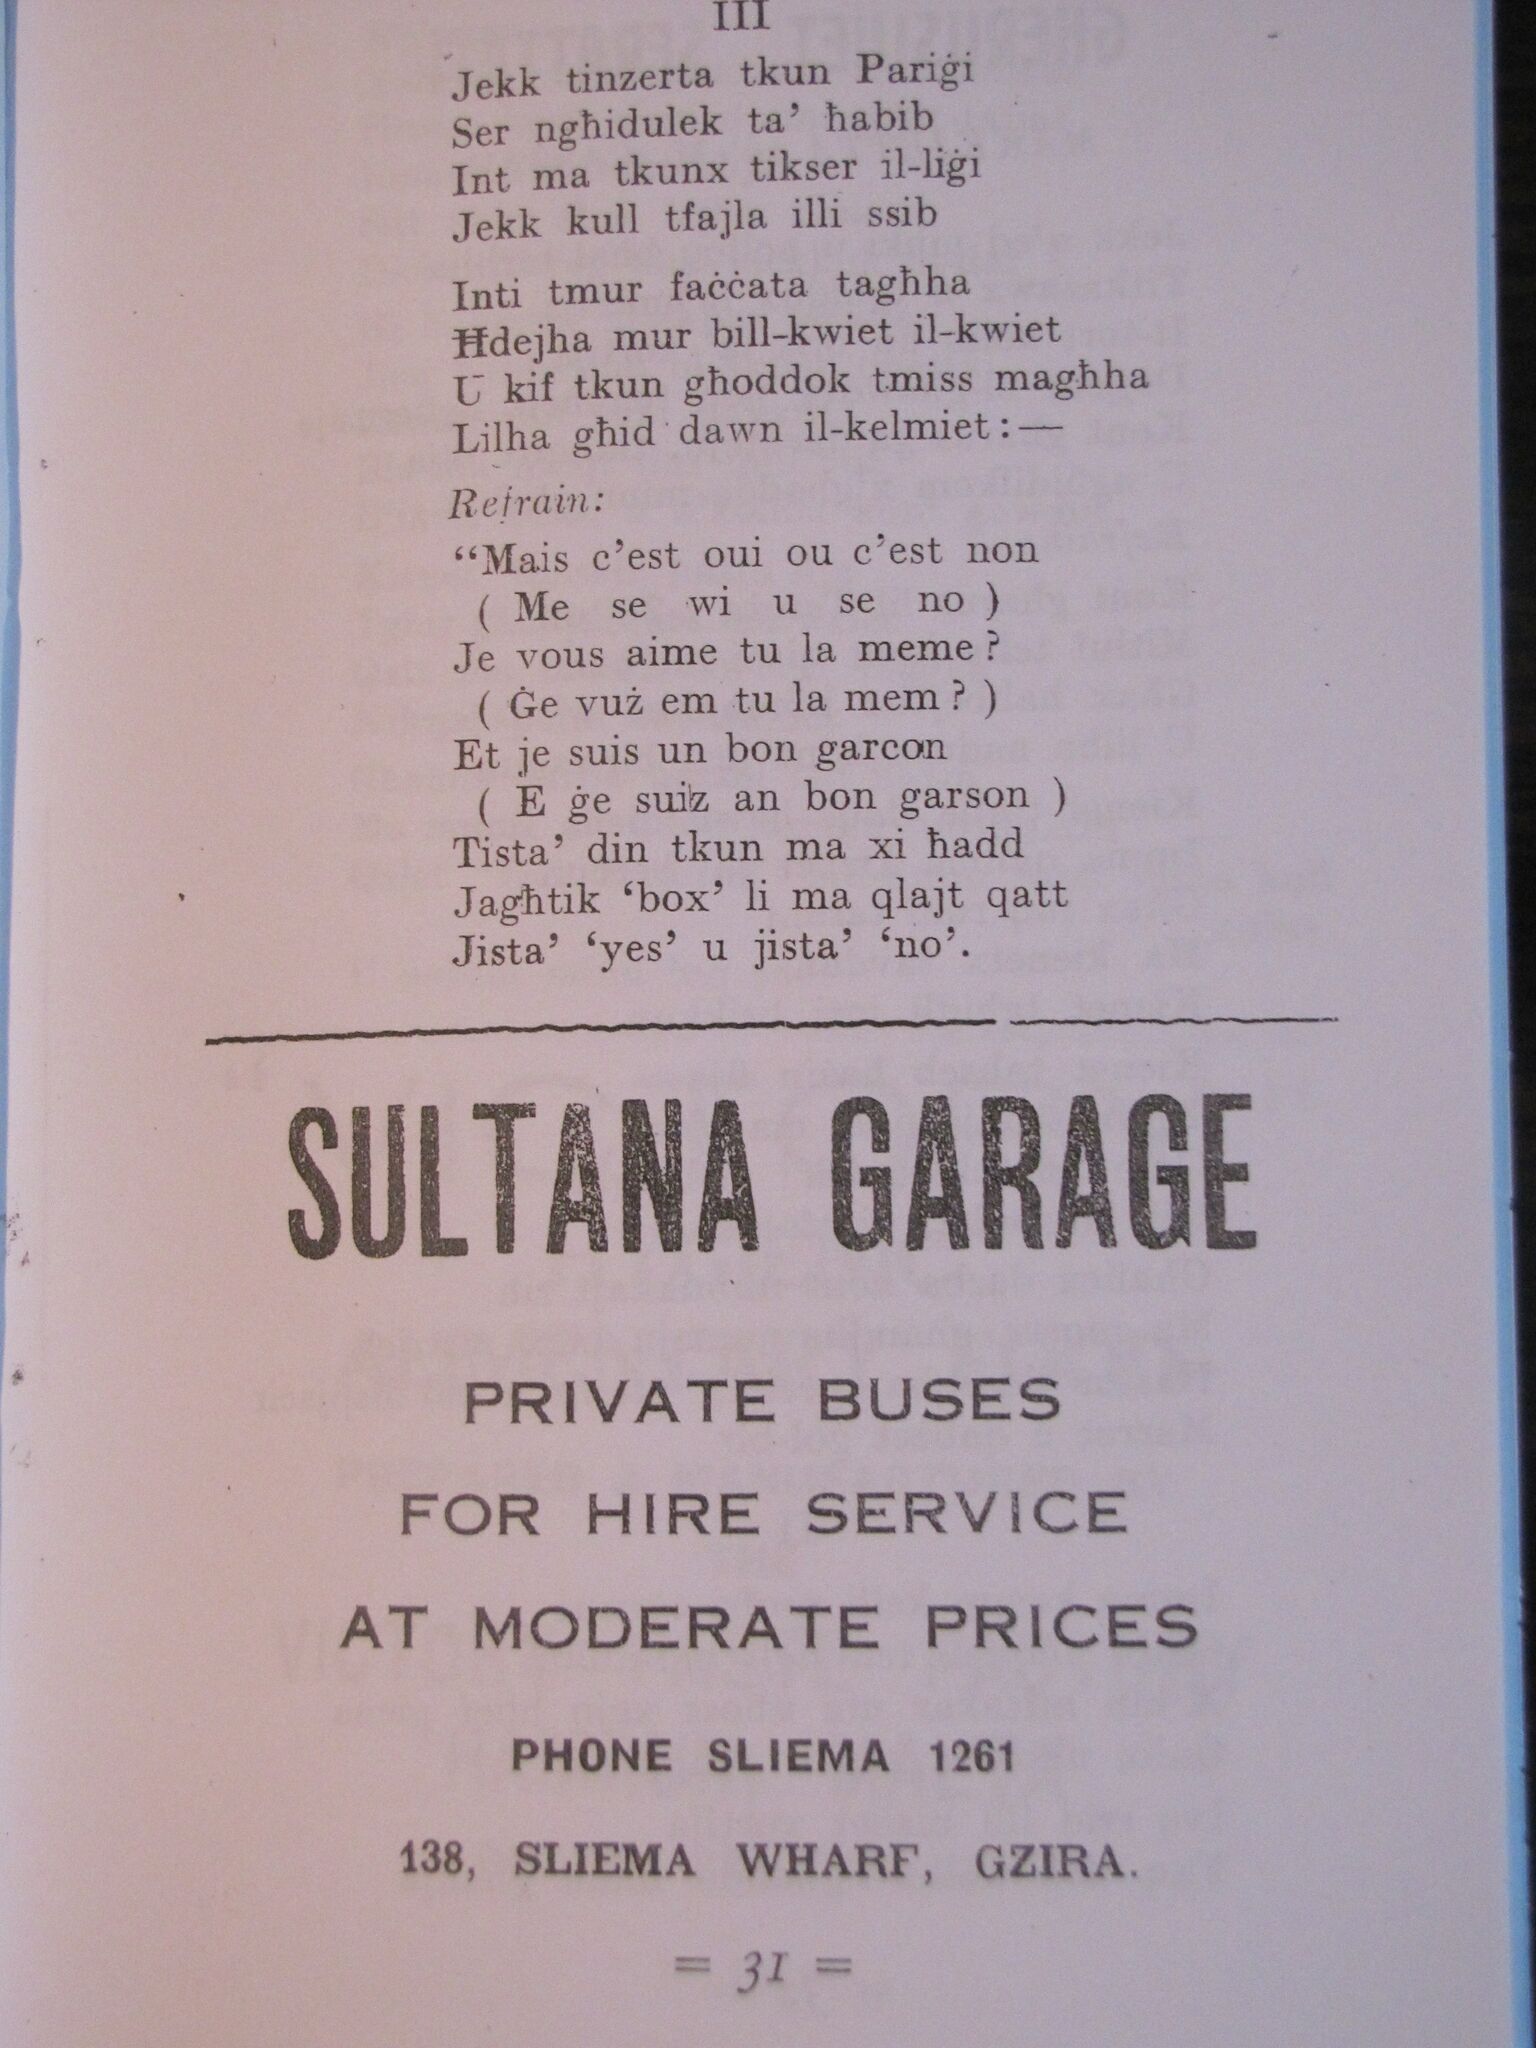 III
Jekk tinzerta tkun Pariġi
Ser ngħidulek ta' ħabib
Int ma tkunx tikser il-liġi
Jekk kull tfajla illi ssib
Inti tmur faċċata tagħha
Ħdejha mur bill-kwiet il-kwiet
U kif tkun għoddok tmiss magħha
Lilha għid dawn il-kelmiet:—
Refrain:
“Mais c'est oui ou c'est non
( Me se wi u se no )
Je vous aime tu la meme?
( Ġe vuż em tu la mem? )
Et je suis un bon garcon
( E ġe suiz an bon garson )
Tista' din tkun ma xi ħadd
Jagħtik ‘box’ li ma qlajt qatt
Jista' ‘yes’ u jista' ‘no’.
SULTANA GARAGE
PRIVATE BUSES
FOR HIRE SERVICE
AT MODERATE PRICES
PHONE SLIEMA 1261
138, SLIEMA WHARF, GZIRA.
= 31 =